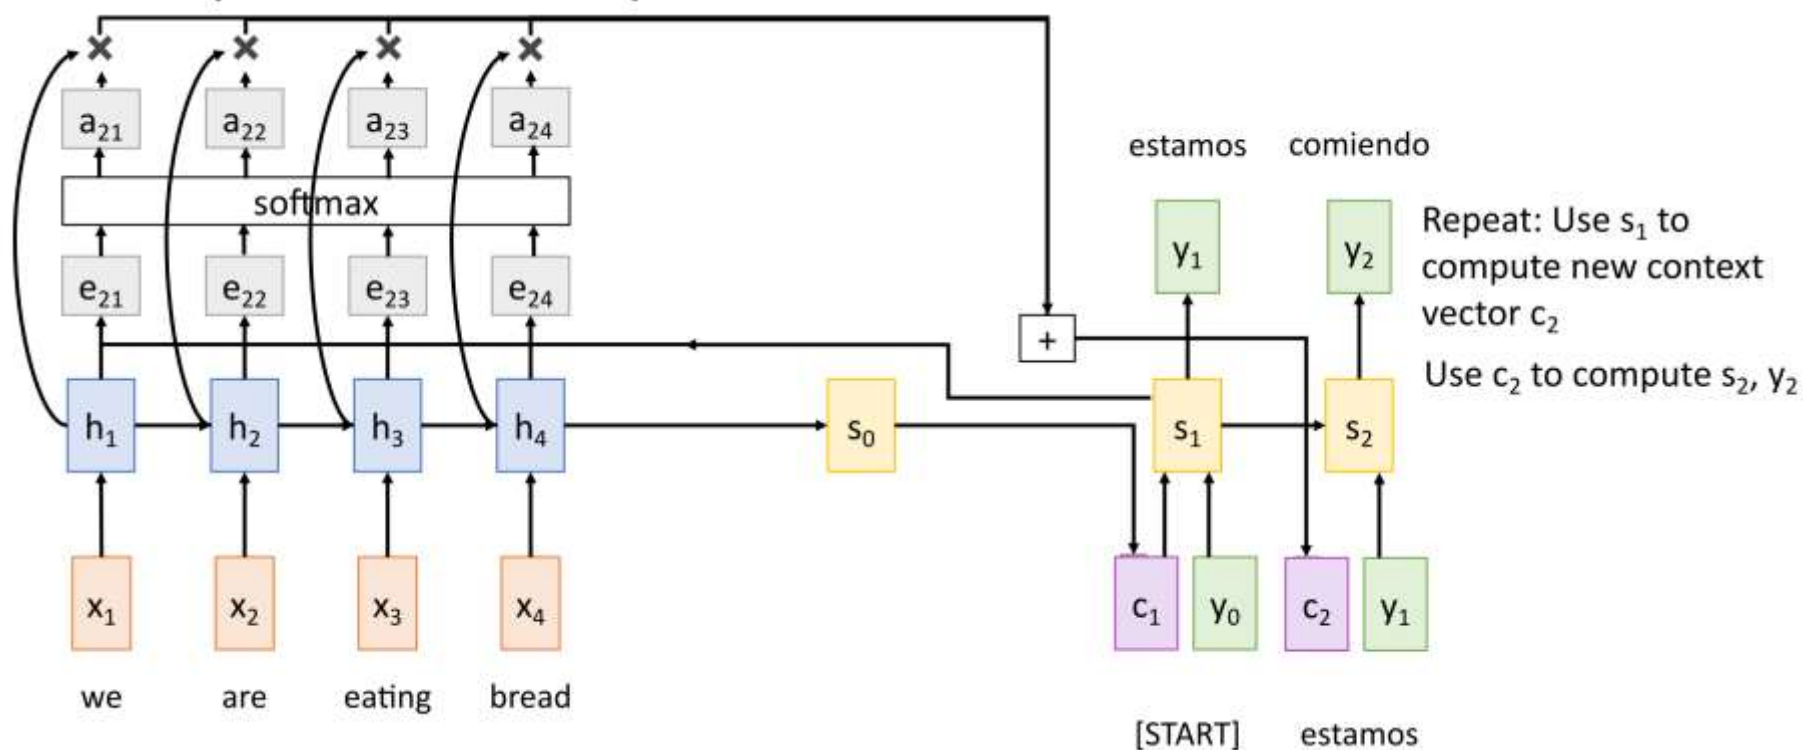 a21 a22 a23 a24
softmax
e21 e22 e23 e24
estamos comiendo
y1 y2
Repeat: Use s1 to
compute new context
vector c2
+
Use c2 to compute s2, y2
h1 h2 h3 h4 s0 s1 s2
x1 x2 x3 x4 c1 y0 c2 y1
we are eating bread
[START] estamos